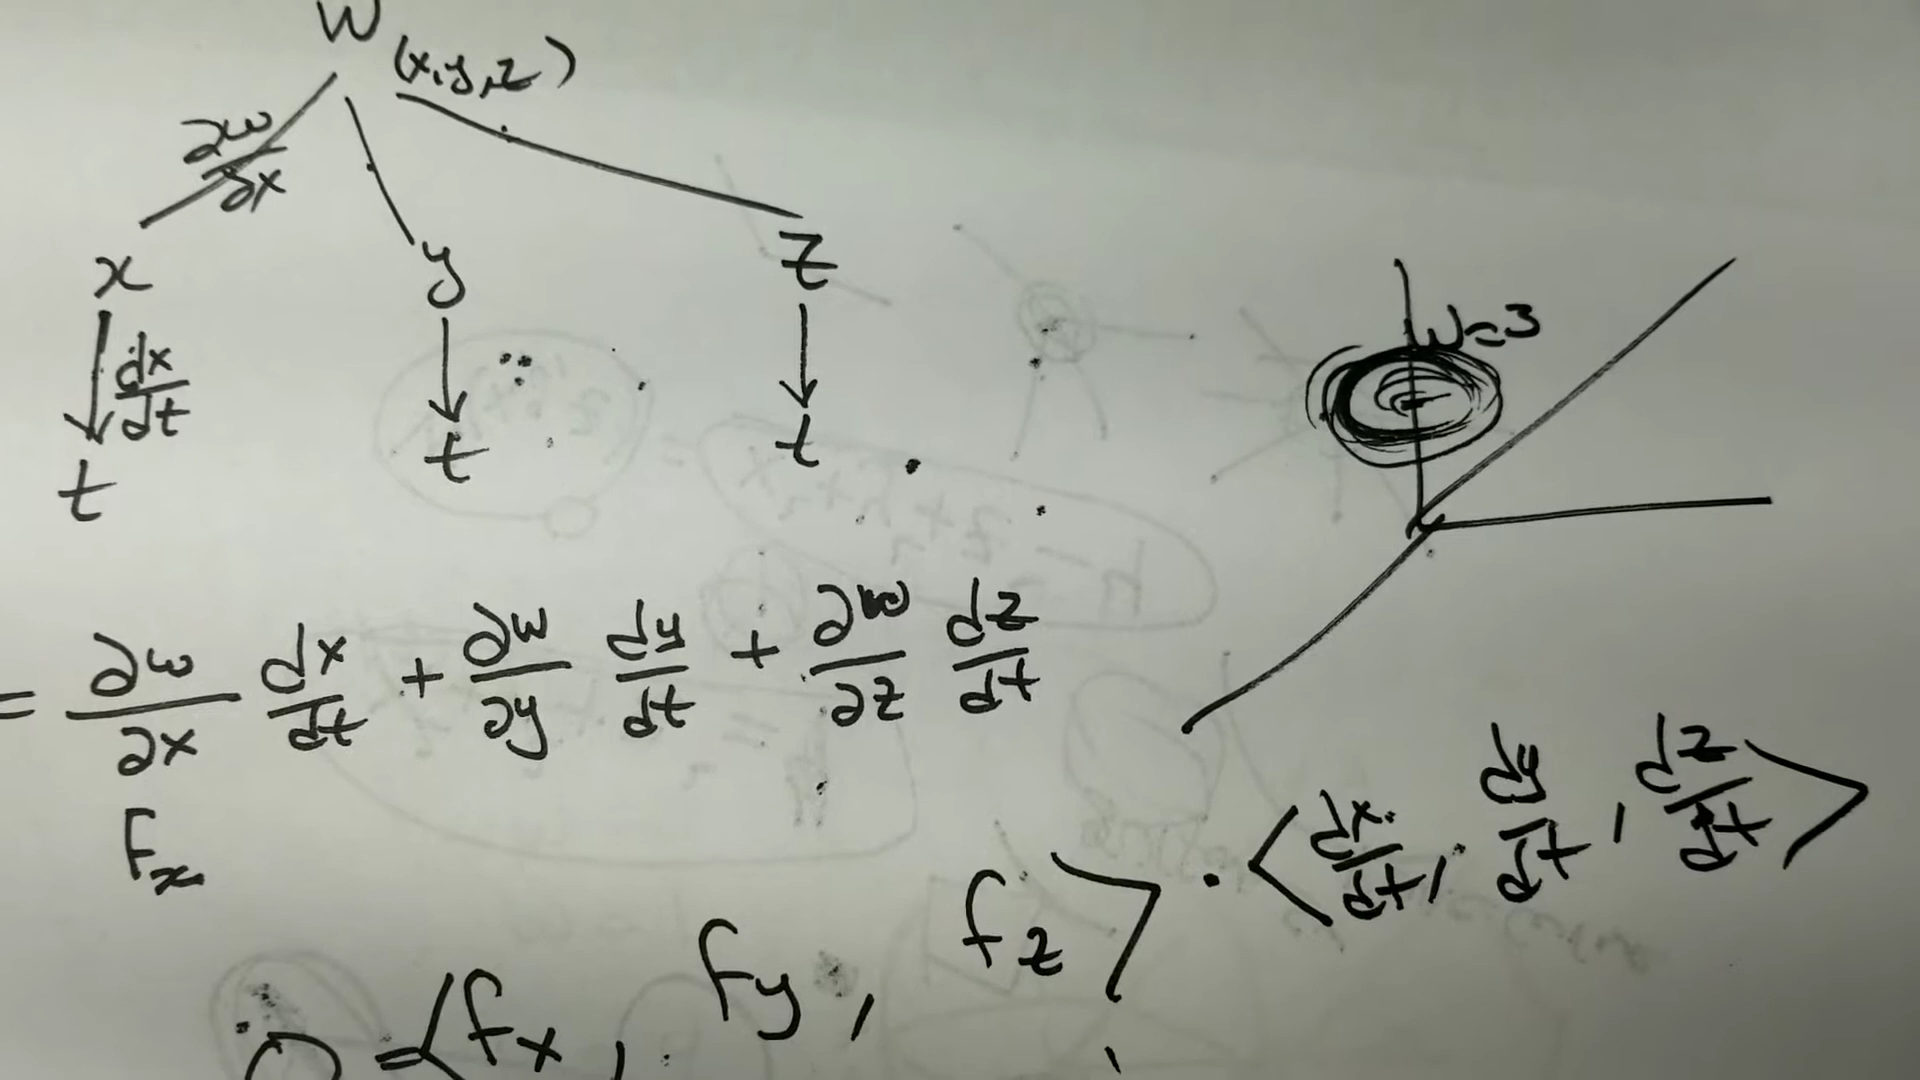 W (x,y,z)
∂w/∂x
x y z
dx/dt
t t t
W=3
= ∂w/∂x dx/dt + ∂w/∂y dy/dt + ∂w/∂z dz/dt
Fx
0 = <fx, fy, fz> · <dx/dt, dy/dt, dz/dt>